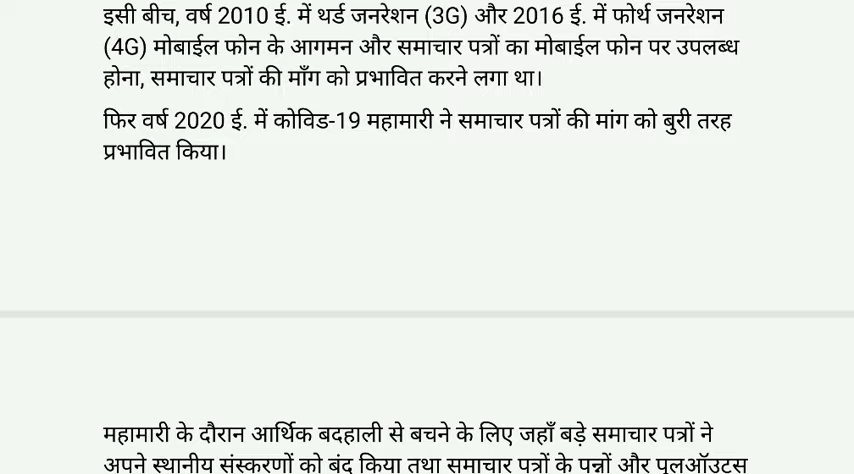 इसी बीच, वर्ष 2010 ई. में थर्ड जनरेशन (3G) और 2016 ई. में फोर्थ जनरेशन
(4G) मोबाईल फोन के आगमन और समाचार पत्रों का मोबाईल फोन पर उपलब्ध
होना, समाचार पत्रों की माँग को प्रभावित करने लगा था।
फिर वर्ष 2020 ई. में कोविड-19 महामारी ने समाचार पत्रों की मांग को बुरी तरह
प्रभावित किया।
महामारी के दौरान आर्थिक बदहाली से बचने के लिए जहाँ बड़े समाचार पत्रों ने
अपने स्थानीय संस्करणों को बंद किया तथा समाचार पत्रों के पन्नों और पुलऑउटस